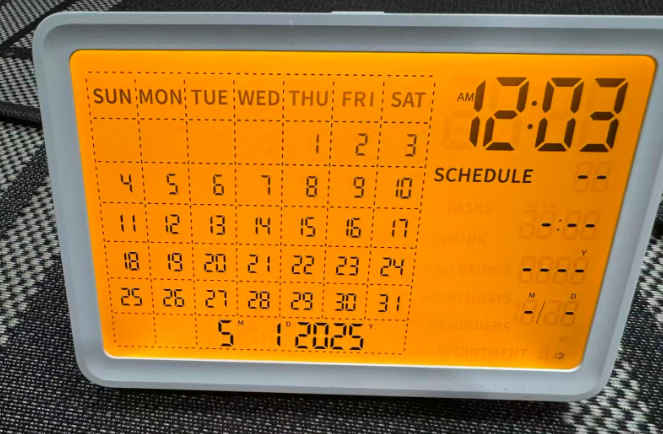 SUN MON TUE WED THU FRI SAT
1 2 3
4 5 6 7 8 9 10
11 12 13 14 15 16 17
18 19 20 21 22 23 24
25 26 27 28 29 30 31
5 M 1 D 2025 Y
AM 12:03
SCHEDULE --
TASKS
-:--
WORK
Y
----
MEETINGS
BIRTHDAYS
M D
-/-
REMINDERS
APPOINTMENT